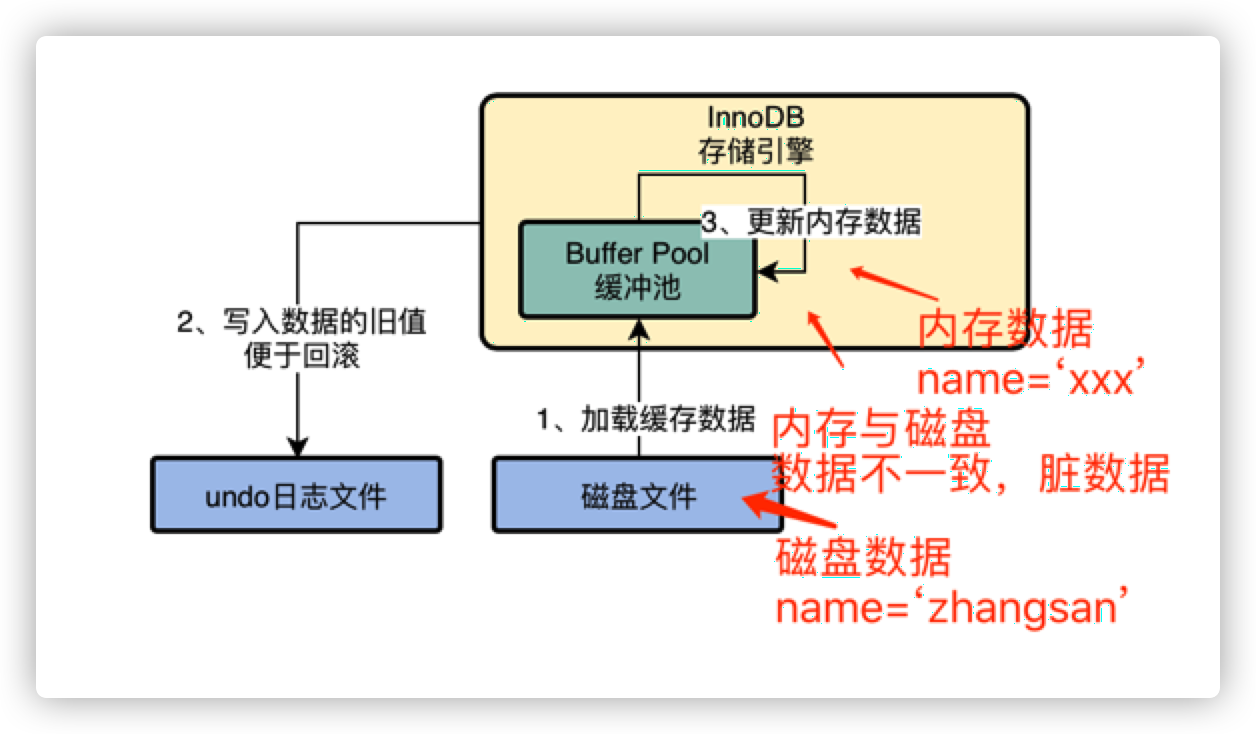 InnoDB
存储引擎
3、更新内存数据
Buffer Pool
缓冲池
2、写入数据的旧值
便于回滚
内存数据
name=‘xxx’
1、加载缓存数据
内存与磁盘
数据不一致，脏数据
undo日志文件
磁盘文件
磁盘数据
name=‘zhangsan’